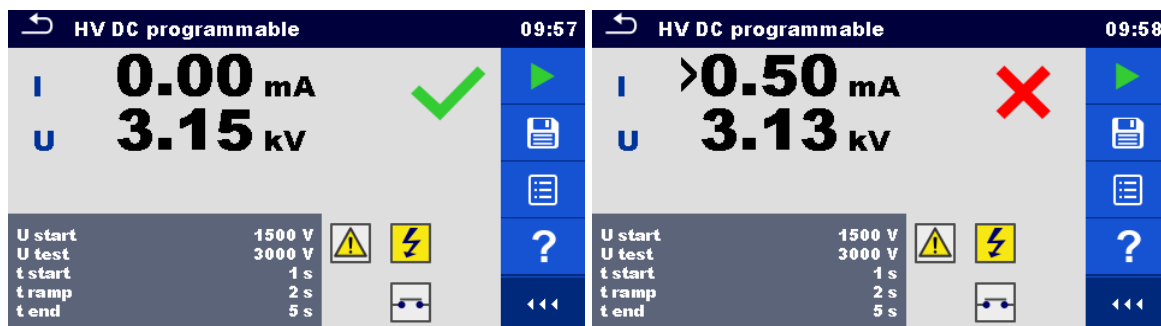 HV DC programmable 09:57
I 0.00 mA
U 3.15 kV
U start 1500 V
U test 3000 V
t start 1 s
t ramp 2 s
t end 5 s
?
HV DC programmable 09:58
I >0.50 mA
U 3.13 kV
U start 1500 V
U test 3000 V
t start 1 s
t ramp 2 s
t end 5 s
?